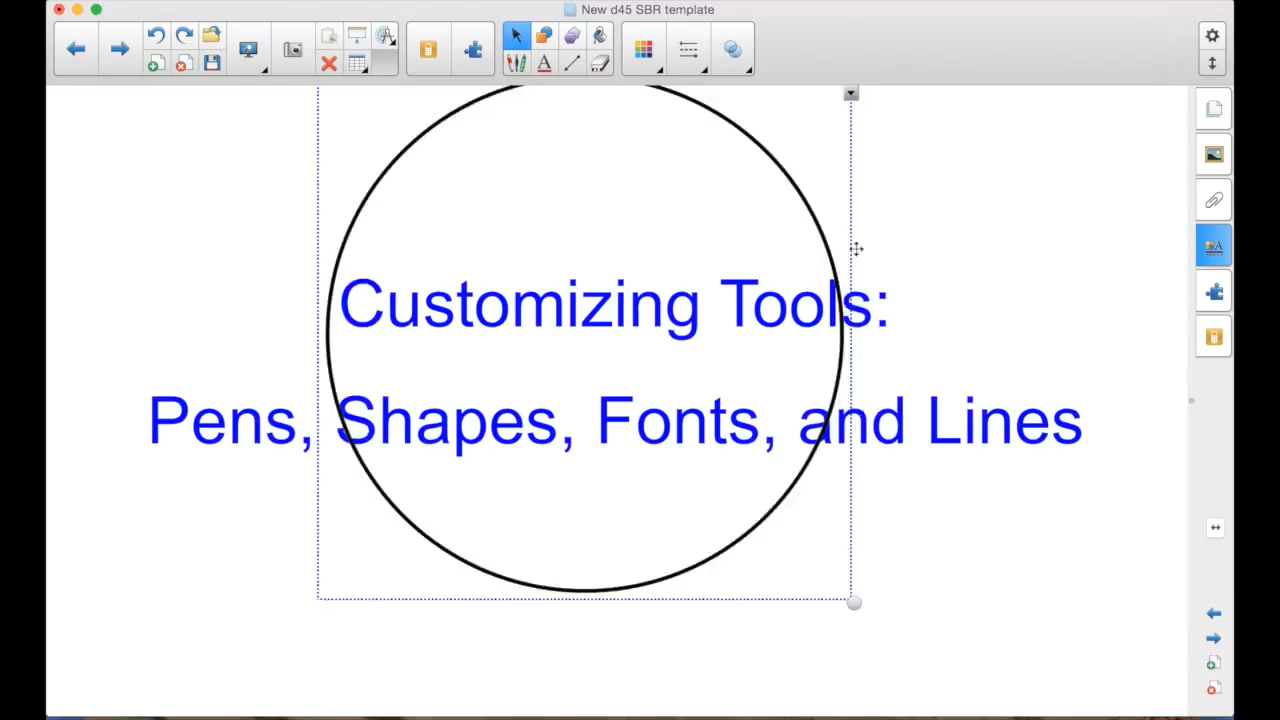 New d45 SBR template
Customizing Tools:
Pens, Shapes, Fonts, and Lines